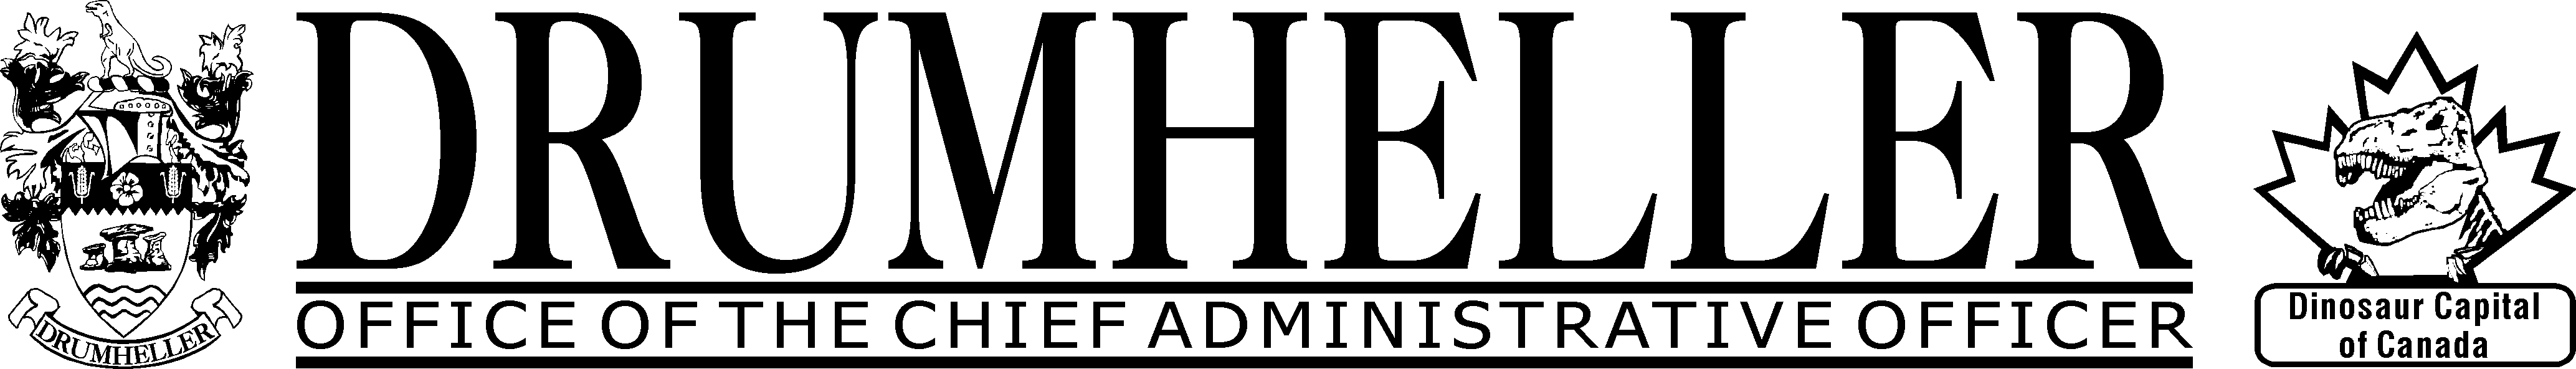 DRUMHELLER
OFFICE OF THE CHIEF ADMINISTRATIVE OFFICER
DRUMHELLER
Dinosaur Capital
of Canada